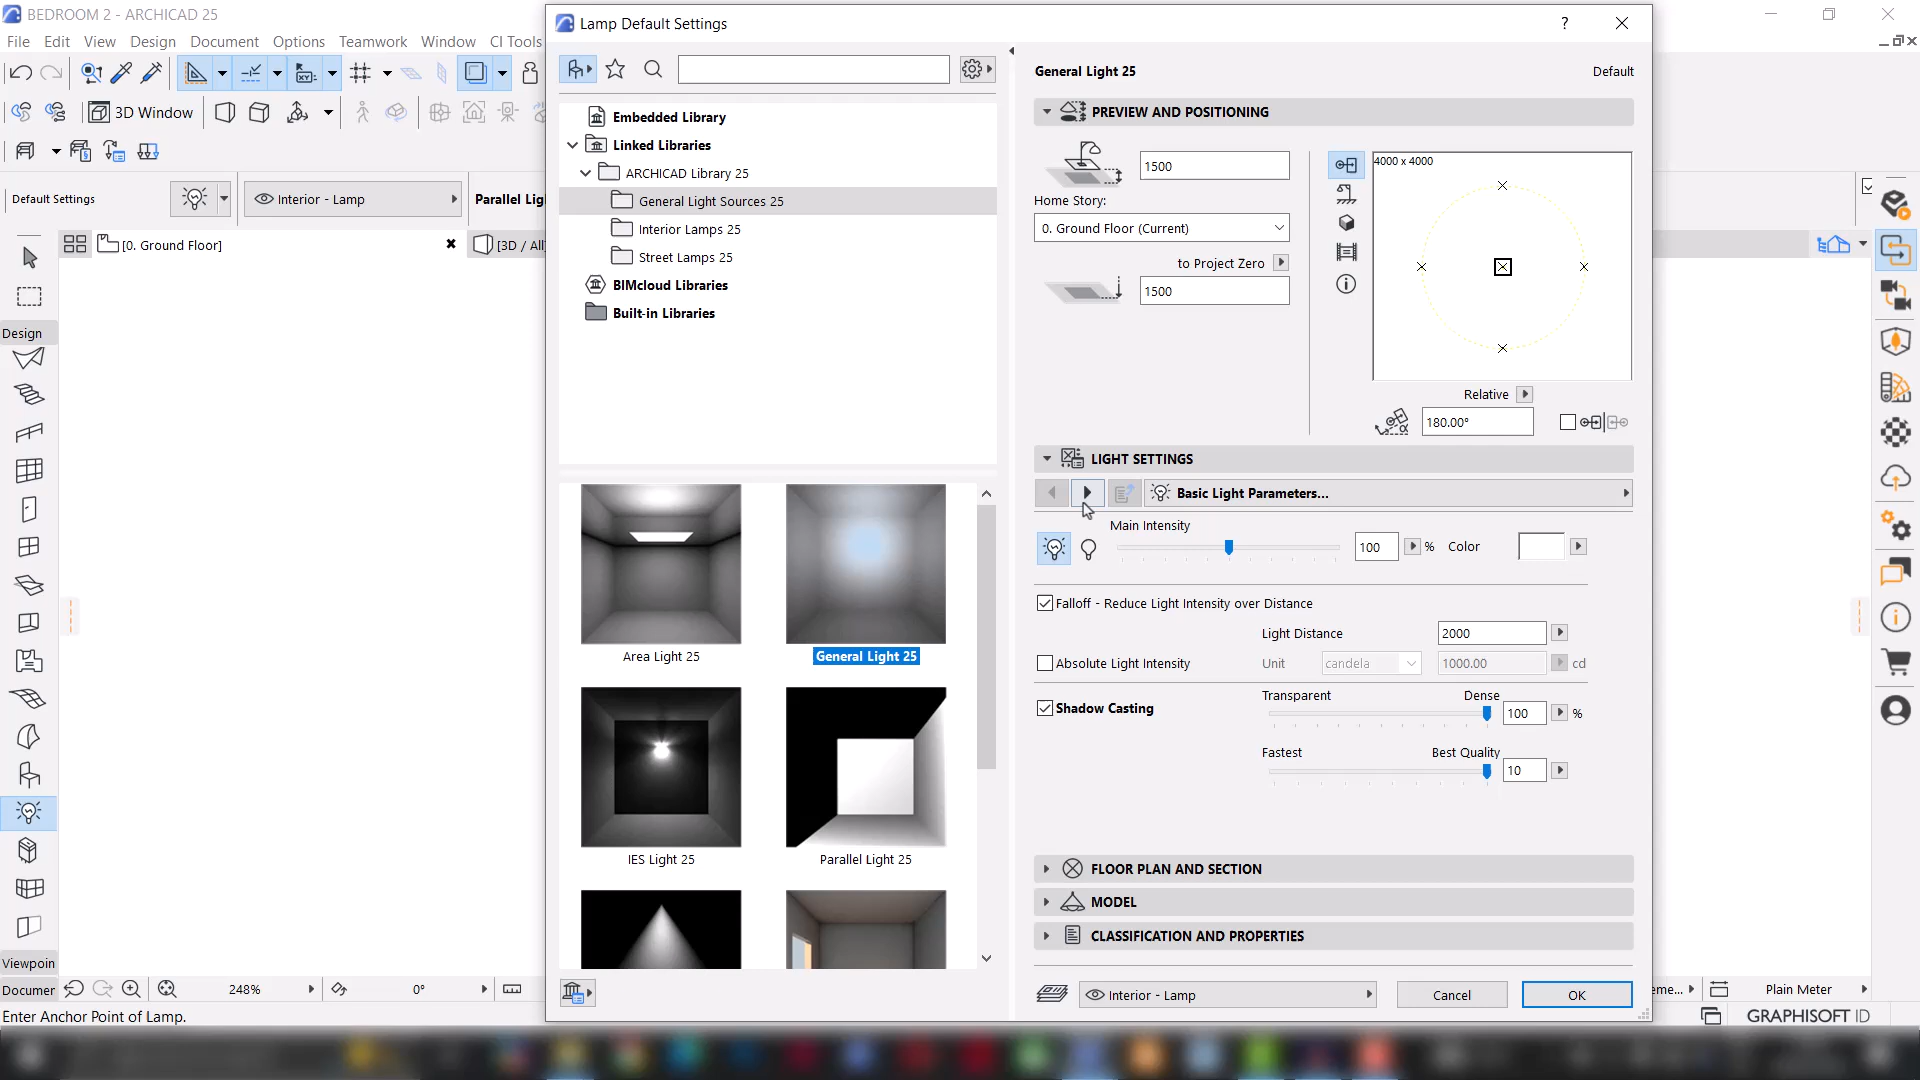 BEDROOM 2 - ARCHICAD 25
File Edit View Design Document Options Teamwork Window CI Tools
3D Window
Default Settings
Interior - Lamp
Parallel Lig
[0. Ground Floor]
[3D / All
Design
Viewpoin
Documer
248%
0°
Enter Anchor Point of Lamp.
Lamp Default Settings
?
Embedded Library
Linked Libraries
ARCHICAD Library 25
General Light Sources 25
Interior Lamps 25
Street Lamps 25
BIMcloud Libraries
Built-in Libraries
Area Light 25
General Light 25
IES Light 25
Parallel Light 25
General Light 25
Default
PREVIEW AND POSITIONING
1500
Home Story:
0. Ground Floor (Current)
to Project Zero
1500
4000 x 4000
Relative
180.00°
LIGHT SETTINGS
Basic Light Parameters...
Main Intensity
100 % Color
Falloff - Reduce Light Intensity over Distance
Light Distance 2000
Absolute Light Intensity Unit candela 1000.00 cd
Transparent Dense
Shadow Casting 100 %
Fastest Best Quality
10
FLOOR PLAN AND SECTION
MODEL
CLASSIFICATION AND PROPERTIES
Interior - Lamp
Cancel
OK
eme...
Plain Meter
GRAPHISOFT ID